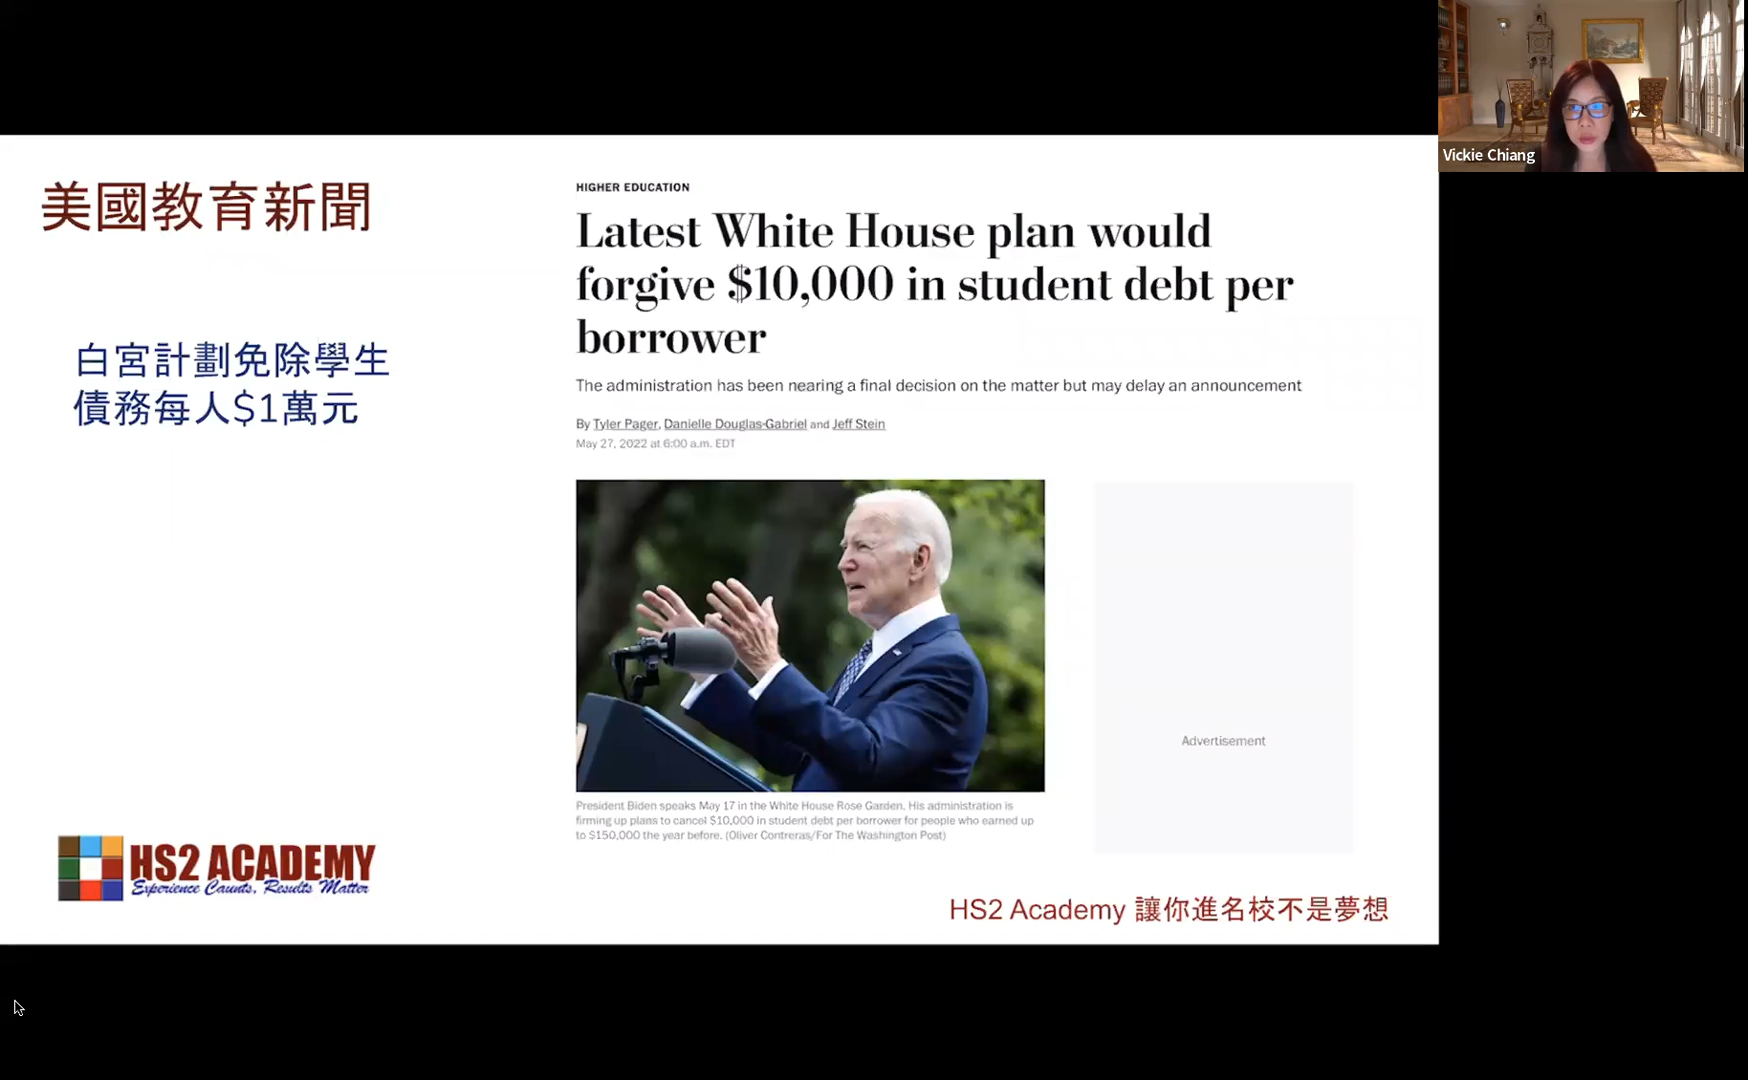 美國教育新聞
白宮計劃免除學生
債務每人$1萬元
HIGHER EDUCATION
Latest White House plan would
forgive $10,000 in student debt per
borrower
The administration has been nearing a final decision on the matter but may delay an announcement
By Tyler Pager, Danielle Douglas-Gabriel and Jeff Stein
May 27, 2022 at 6:00 a.m. EDT
Advertisement
President Biden speaks May 17 in the White House Rose Garden. His administration is
firming up plans to cancel $10,000 in student debt per borrower for people who earned up
to $150,000 the year before. (Oliver Contreras/For The Washington Post)
HS2 ACADEMY
Experience Counts, Results Matter
HS2 Academy 讓你進名校不是夢想
Vickie Chiang